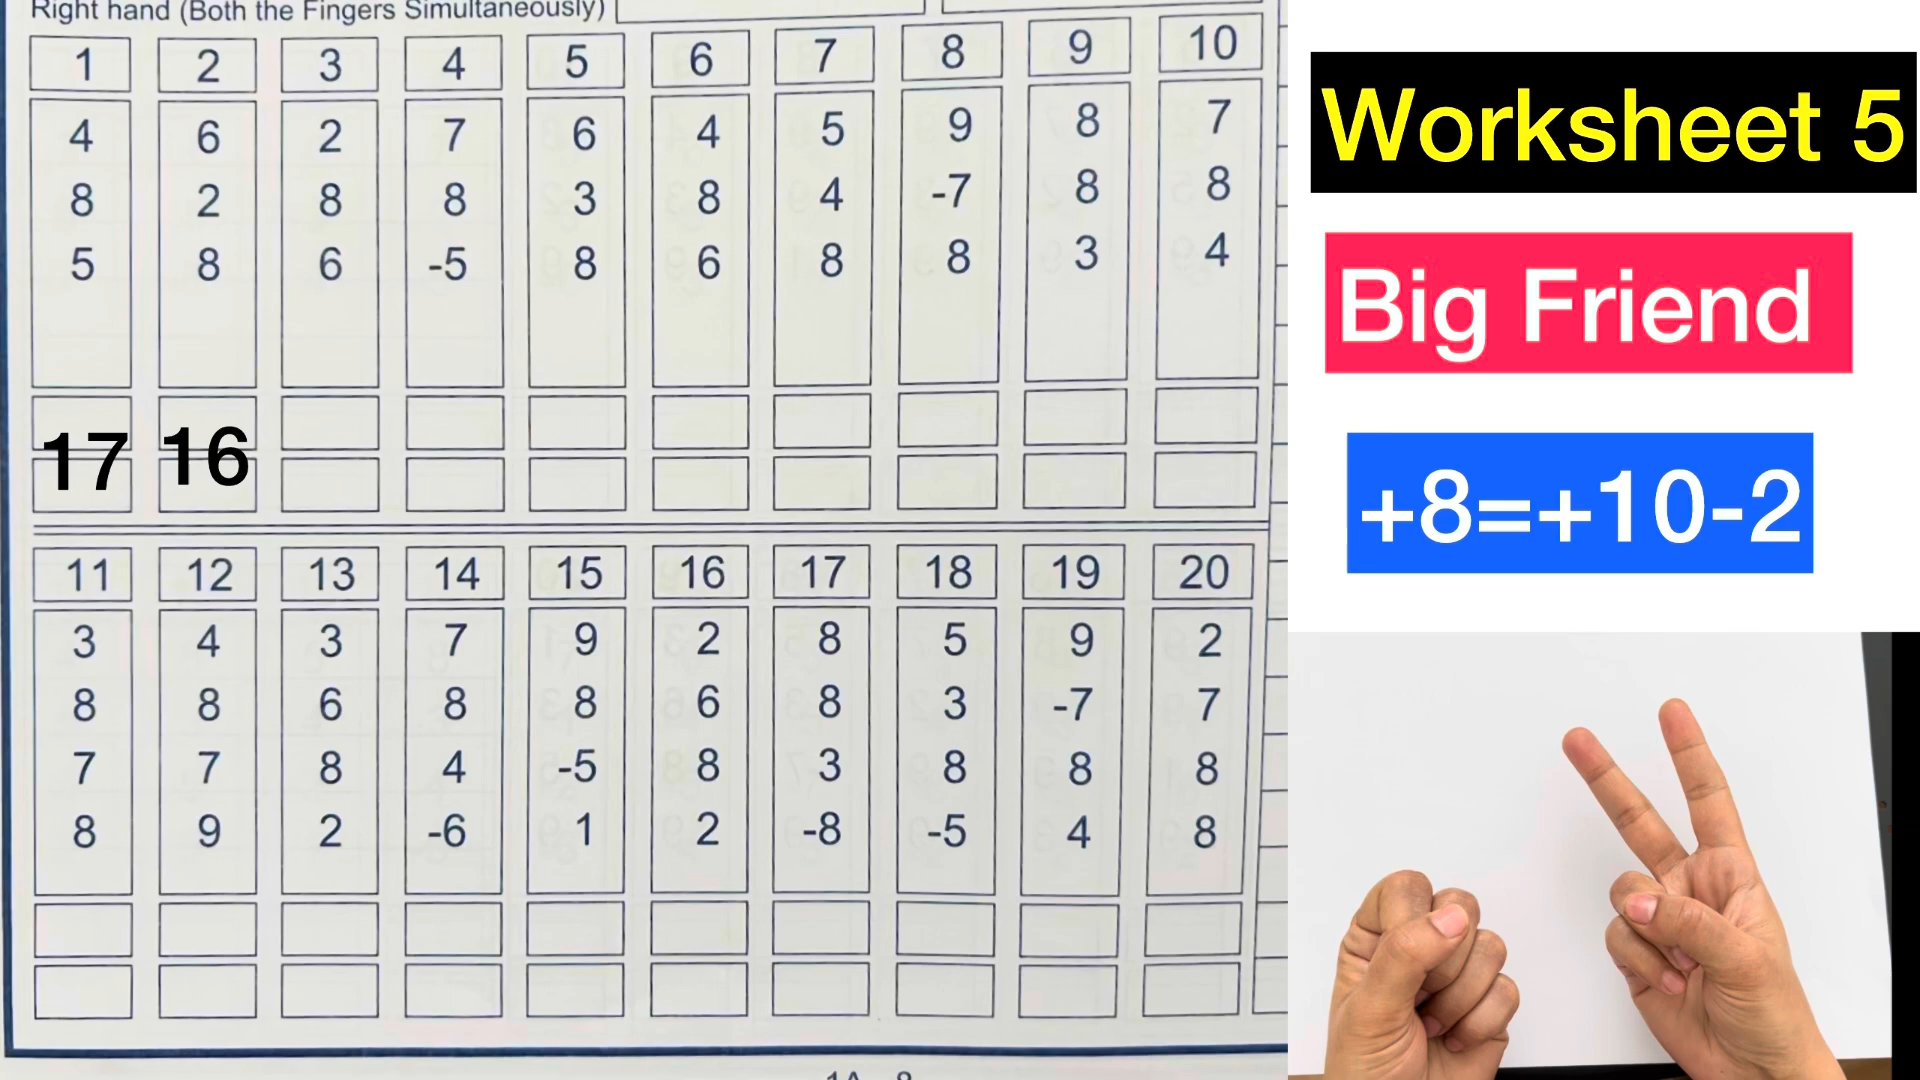 Right hand (Both the Fingers Simultaneously)
1 2 3 4 5 6 7 8 9 10
4 6 2 7 6 4 5 9 8 7
8 2 8 8 3 8 4 -7 8 8
5 8 6 -5 8 6 8 8 3 4
17 16
11 12 13 14 15 16 17 18 19 20
3 4 3 7 9 2 8 5 9 2
8 8 6 8 8 6 8 3 -7 7
7 7 8 4 -5 8 3 8 8 8
8 9 2 -6 1 2 -8 -5 4 8
Worksheet 5
Big Friend
+8=+10-2